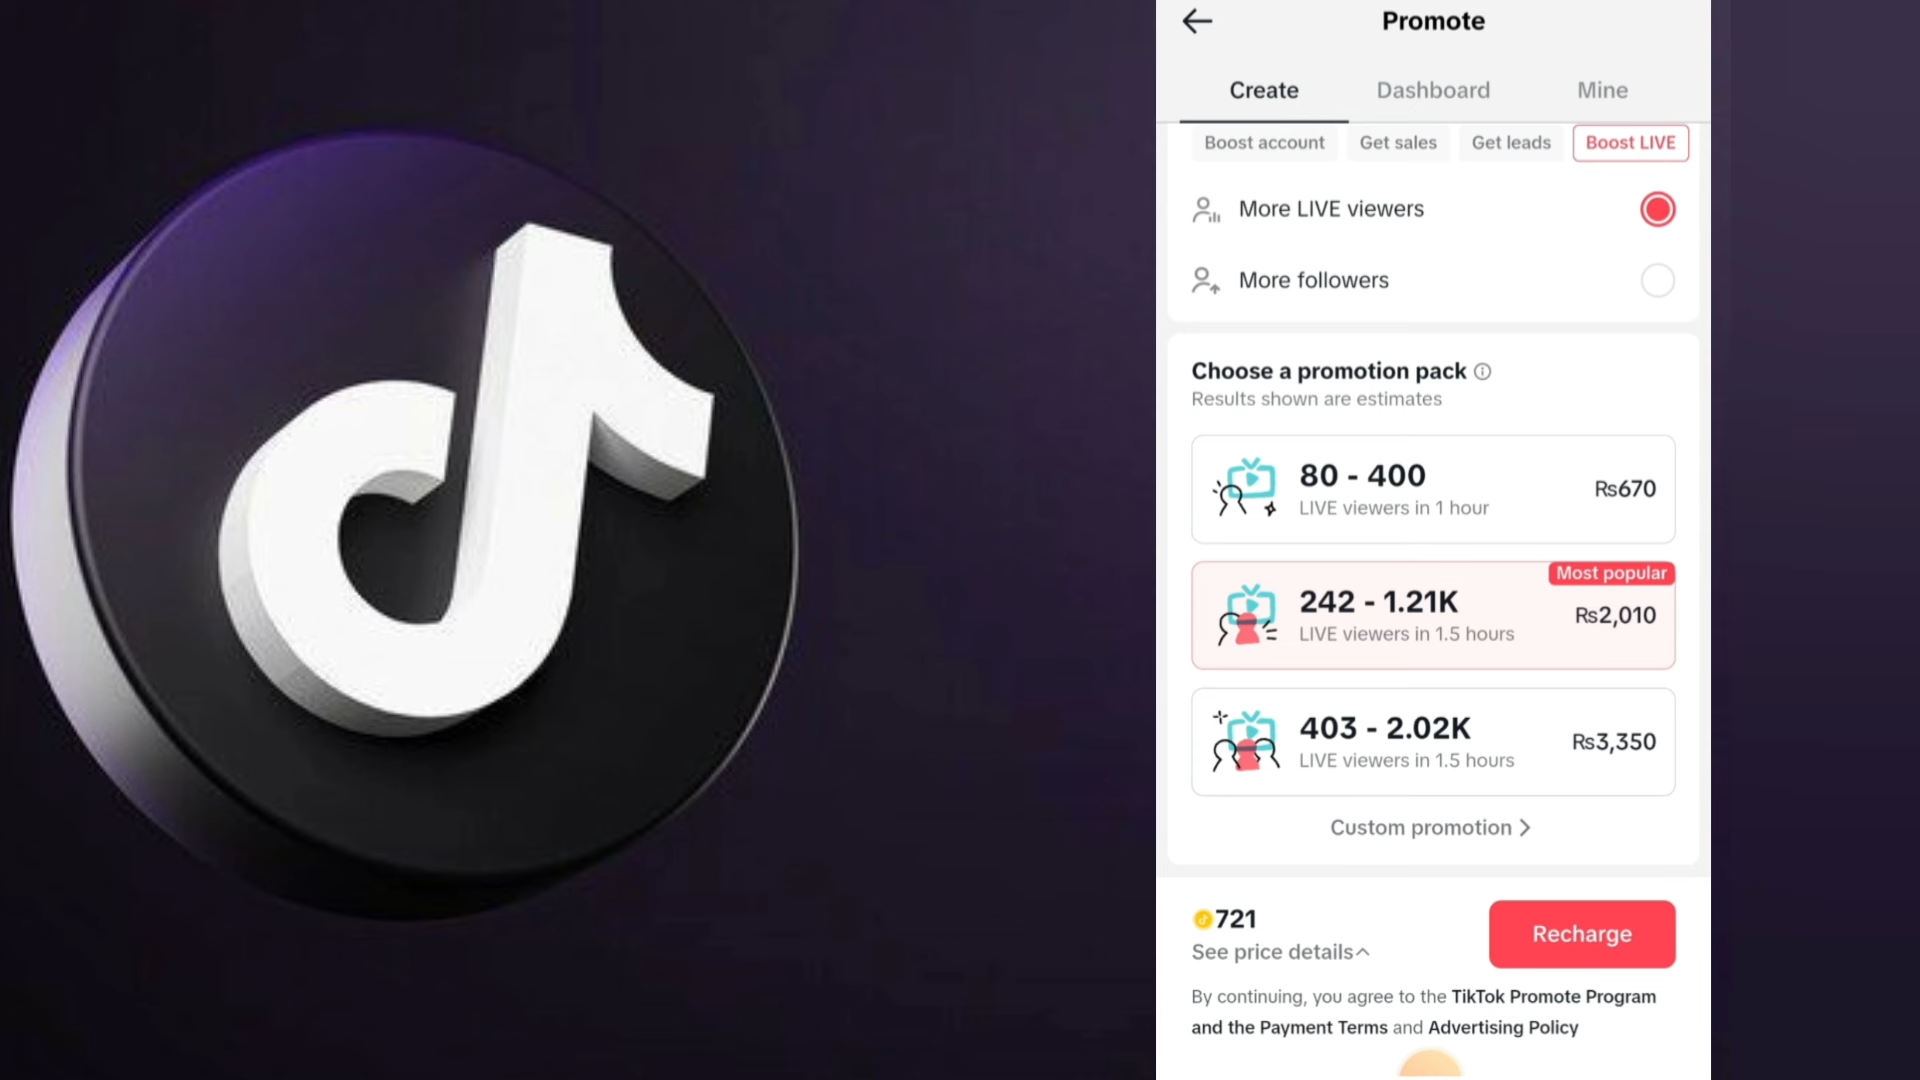 Promote
Create
Dashboard
Mine
Boost account
Get sales
Get leads
Boost LIVE
More LIVE viewers
More followers
Choose a promotion pack
Results shown are estimates
80 - 400
LIVE viewers in 1 hour
₨670
Most popular
242 - 1.21K
LIVE viewers in 1.5 hours
₨2,010
403 - 2.02K
LIVE viewers in 1.5 hours
₨3,350
Custom promotion
721
See price details
Recharge
By continuing, you agree to the TikTok Promote Program
and the Payment Terms and Advertising Policy